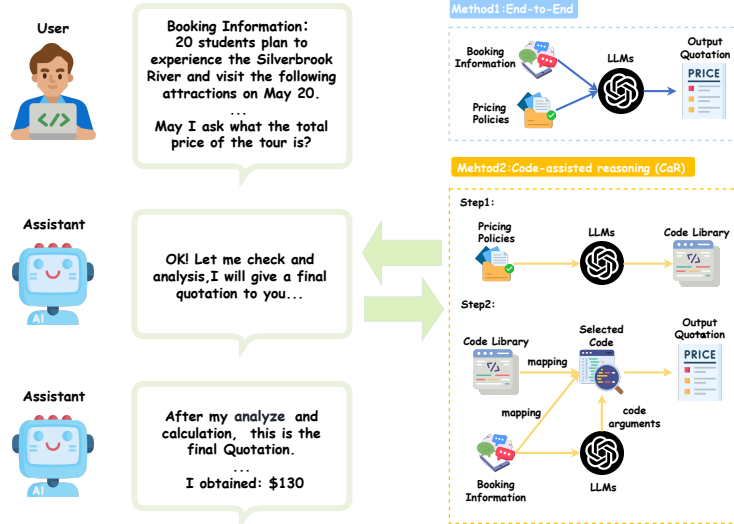 User
Booking Information:
20 students plan to
experience the Silverbrook
River and visit the following
attractions on May 20.
...
May I ask what the total
price of the tour is?
Assistant
OK! Let me check and
analysis,I will give a final
quotation to you...
AI
Assistant
After my analyze and
calculation, this is the
final Quotation.
...
I obtained: $130
AI
Method1:End-to-End
Booking
Information
Pricing
Policies
LLMs
Output
Quotation
PRICE
Mehtod2:Code-assisted reasoning (CaR)
Step1:
Pricing
Policies
LLMs
Code Library
Step2:
Code Library
mapping
Selected
Code
Output
Quotation
PRICE
mapping
code
arguments
Booking
Information
LLMs